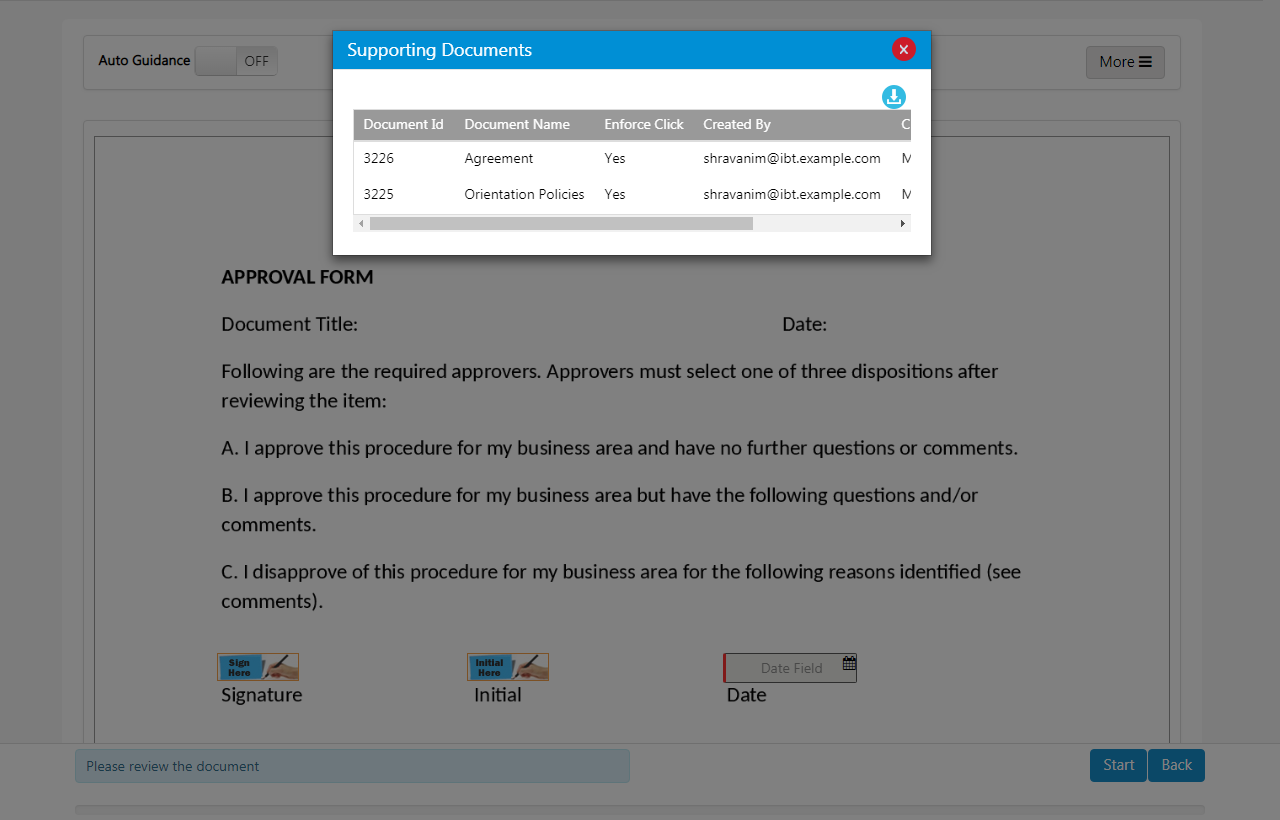 Supporting Documents
Auto Guidance OFF
More
Document Id Document Name Enforce Click Created By C
3226 Agreement Yes shravanim@ibt.example.com M
3225 Orientation Policies Yes shravanim@ibt.example.com M
APPROVAL FORM
Document Title: Date:
Following are the required approvers. Approvers must select one of three dispositions after
reviewing the item:
A. I approve this procedure for my business area and have no further questions or comments.
B. I approve this procedure for my business area but have the following questions and/or
comments.
C. I disapprove of this procedure for my business area for the following reasons identified (see
comments).
Sign Here
Initial Here
Date Field
Signature Initial Date
Please review the document
Start Back